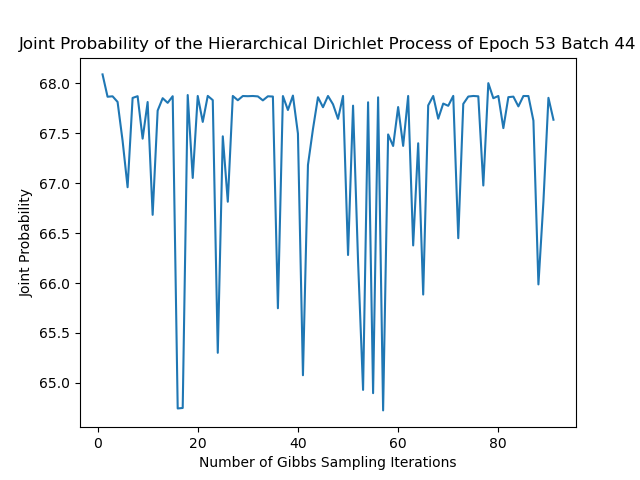 Joint Probability of the Hierarchical Dirichlet Process of Epoch 53 Batch 44
68.0
67.5
67.0
66.5
66.0
65.5
65.0
Joint Probability
0 20 40 60 80
Number of Gibbs Sampling Iterations